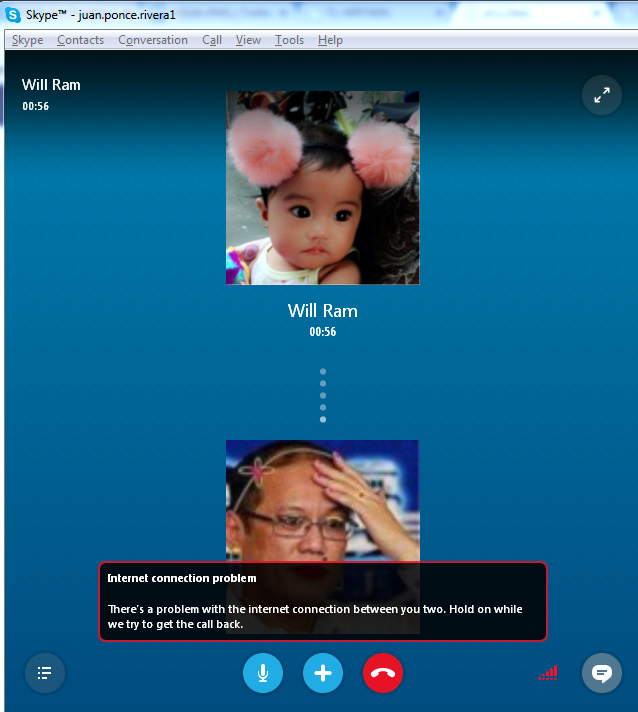 Skype™ - juan.ponce.rivera1
Skype Contacts Conversation Call View Tools Help
Will Ram
00:56
Will Ram
00:56
Internet connection problem
There's a problem with the internet connection between you two. Hold on while
we try to get the call back.